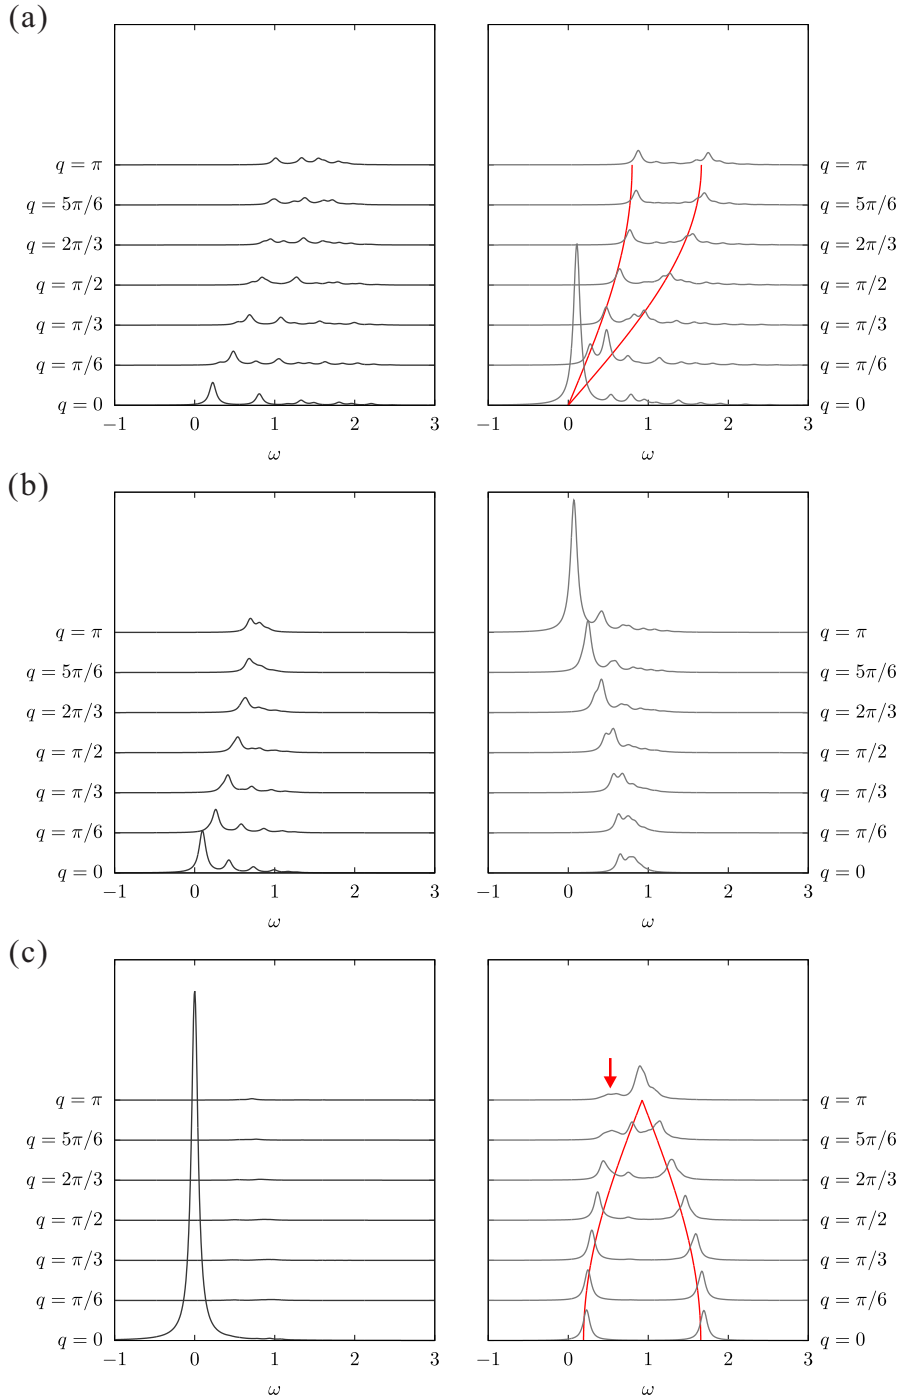 (a)
q = π
q = 5π/6
q = 2π/3
q = π/2
q = π/3
q = π/6
q = 0
−1 0 1 2 3
ω
q = π
q = 5π/6
q = 2π/3
q = π/2
q = π/3
q = π/6
q = 0
−1 0 1 2 3
ω
(b)
q = π
q = 5π/6
q = 2π/3
q = π/2
q = π/3
q = π/6
q = 0
−1 0 1 2 3
ω
q = π
q = 5π/6
q = 2π/3
q = π/2
q = π/3
q = π/6
q = 0
−1 0 1 2 3
ω
(c)
q = π
q = 5π/6
q = 2π/3
q = π/2
q = π/3
q = π/6
q = 0
−1 0 1 2 3
ω
q = π
q = 5π/6
q = 2π/3
q = π/2
q = π/3
q = π/6
q = 0
−1 0 1 2 3
ω